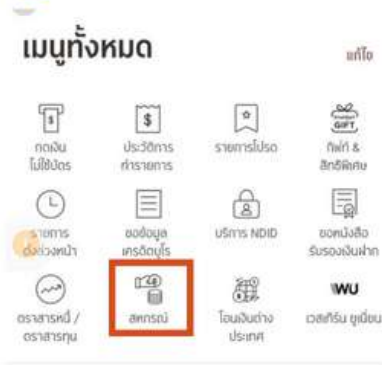 เมนูทั้งหมด
แก้ไข
$
$
GIFT
กดเงิน
ไม่ใช้บัตร
ประวัติการ
ทำรายการ
รายการโปรด
กิฟท์ &
สิทธิพิเศษ
รายการ
ตั้งล่วงหน้า
ขอข้อมูล
เครดิตบูโร
บริการ NDID
ขอหนังสือ
รับรองเงินฝาก
WU
ตราสารหนี้ /
ตราสารทุน
สหกรณ์
โอนเงินต่าง
ประเทศ
เวสเทิร์น ยูเนี่ยน